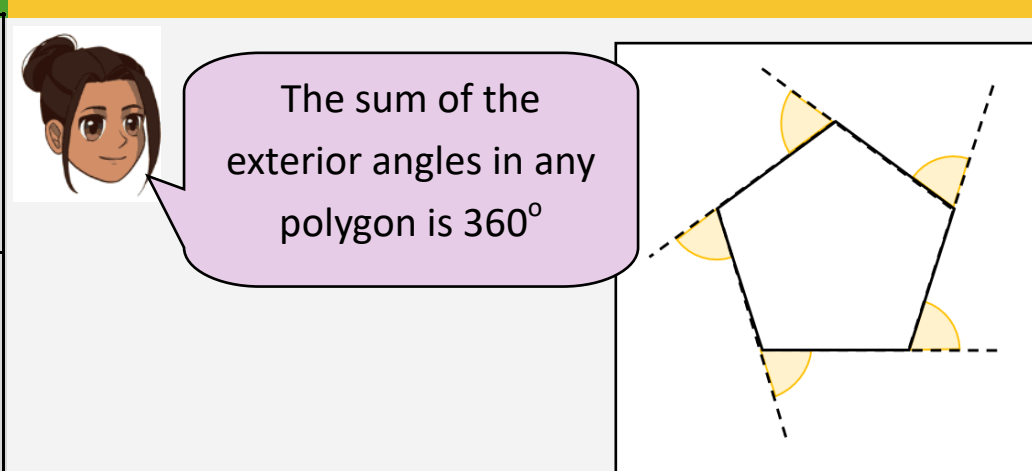 The sum of the
exterior angles in any
polygon is 360°